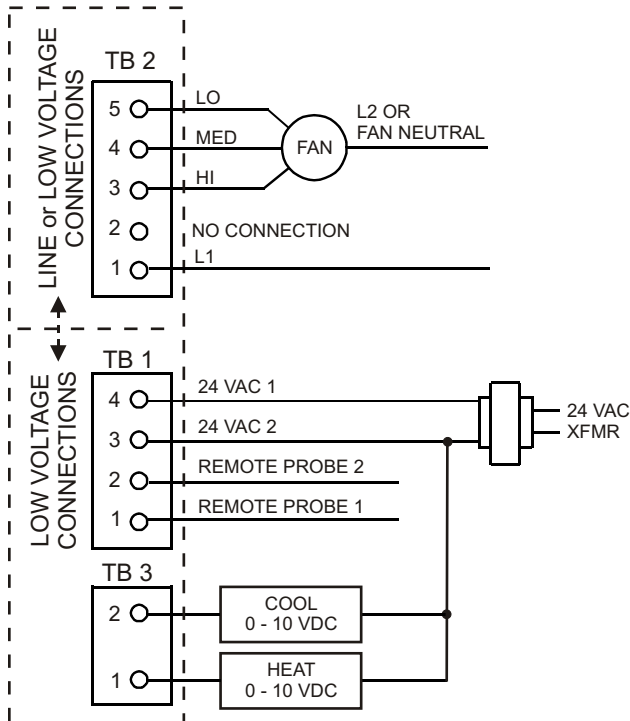 LINE or LOW VOLTAGE
CONNECTIONS
TB 2
5
LO
4
MED
3
HI
2
NO CONNECTION
1
L1
FAN
L2 OR
FAN NEUTRAL
LOW VOLTAGE
CONNECTIONS
TB 1
4
24 VAC 1
3
24 VAC 2
2
REMOTE PROBE 2
1
REMOTE PROBE 1
24 VAC
XFMR
TB 3
2
COOL
0 - 10 VDC
1
HEAT
0 - 10 VDC